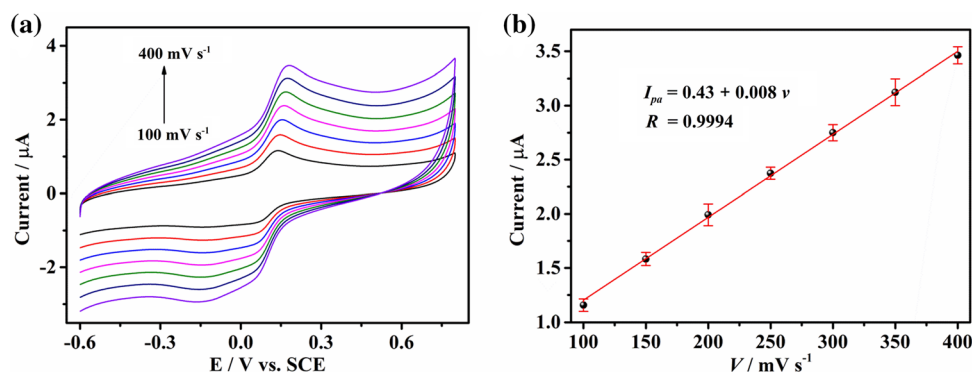 (a)
Current / μA
4
2
0
-2
400 mV s⁻¹
100 mV s⁻¹
-0.6
-0.3
0.0
0.3
0.6
E / V vs. SCE
(b)
Current / μA
3.5
3.0
2.5
2.0
1.5
1.0
I_pa = 0.43 + 0.008 v
R = 0.9994
100
150
200
250
300
350
400
V / mV s⁻¹